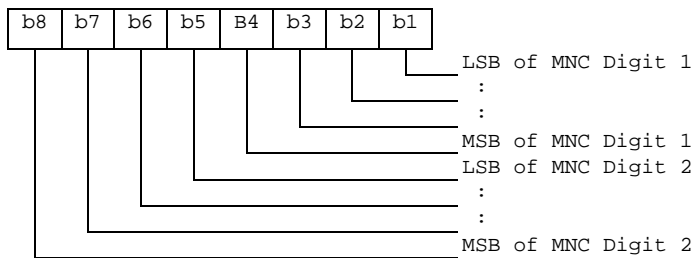 b8 b7 b6 b5 B4 b3 b2 b1
LSB of MNC Digit 1
:
:
MSB of MNC Digit 1
LSB of MNC Digit 2
:
:
MSB of MNC Digit 2